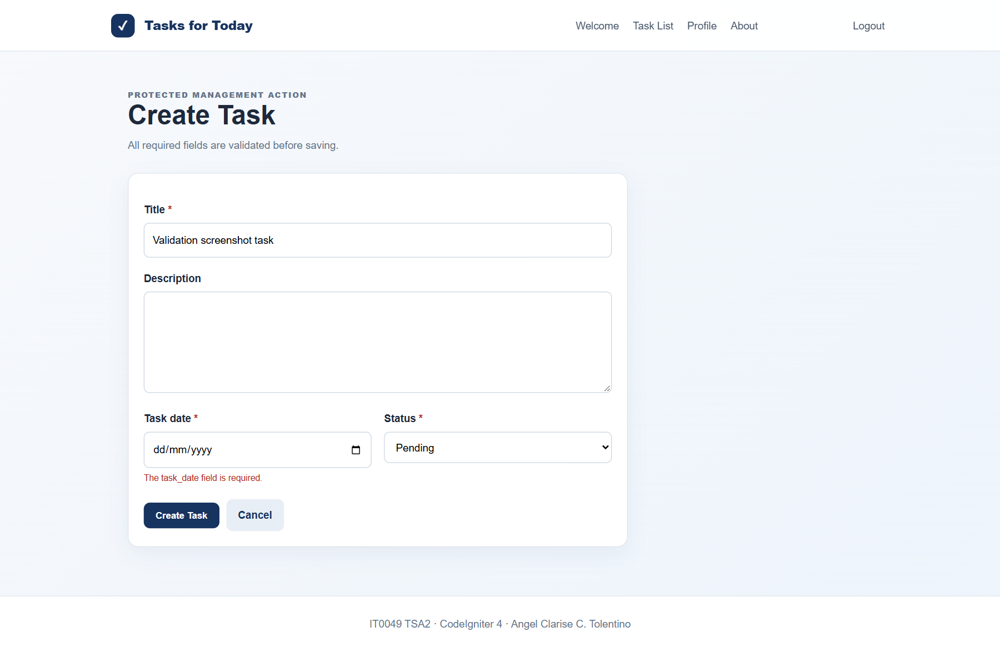 Tasks for Today
Welcome Task List Profile About Logout
PROTECTED MANAGEMENT ACTION
Create Task
All required fields are validated before saving.
Title *
Validation screenshot task
Description
Task date * Status *
dd/mm/yyyy Pending
The task_date field is required.
Create Task Cancel
IT0049 TSA2 · CodeIgniter 4 · Angel Clarise C. Tolentino